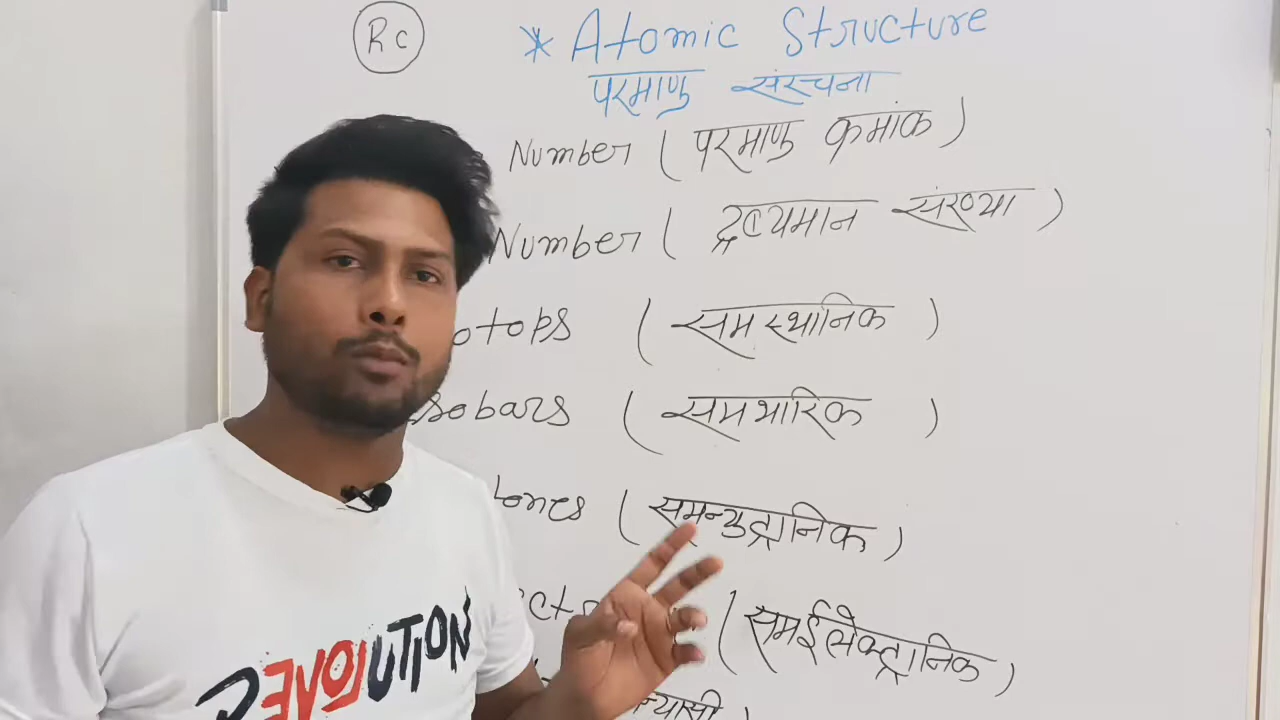 Rc
* Atomic Structure
परमाणु संरचना
Number ( परमाणु क्रमांक )
Number ( द्रव्यमान संख्या )
otops ( समस्थानिक )
sobars ( समभारिक )
tones ( समन्युट्रानिक )
( समईलेक्ट्रानिक )
REVOLUTION